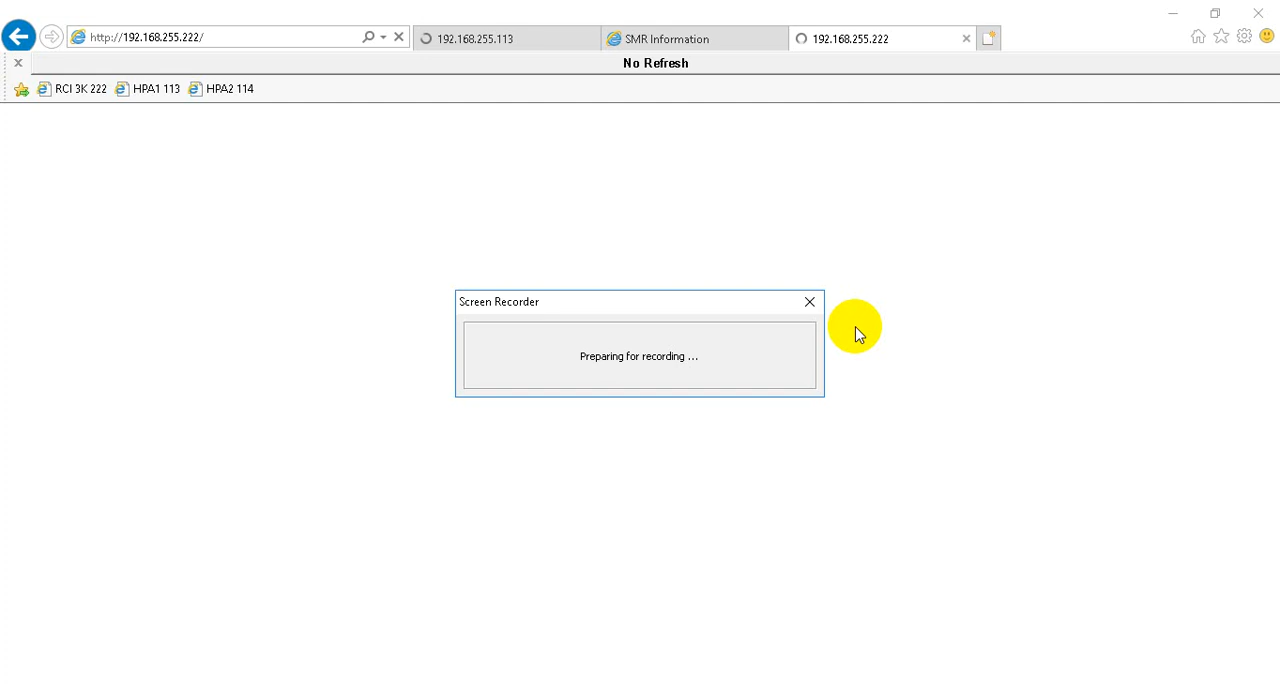 http://192.168.255.222/
192.168.255.113
SMR Information
192.168.255.222
No Refresh
RCI 3K 222
HPA1 113
HPA2 114
Screen Recorder
Preparing for recording ...